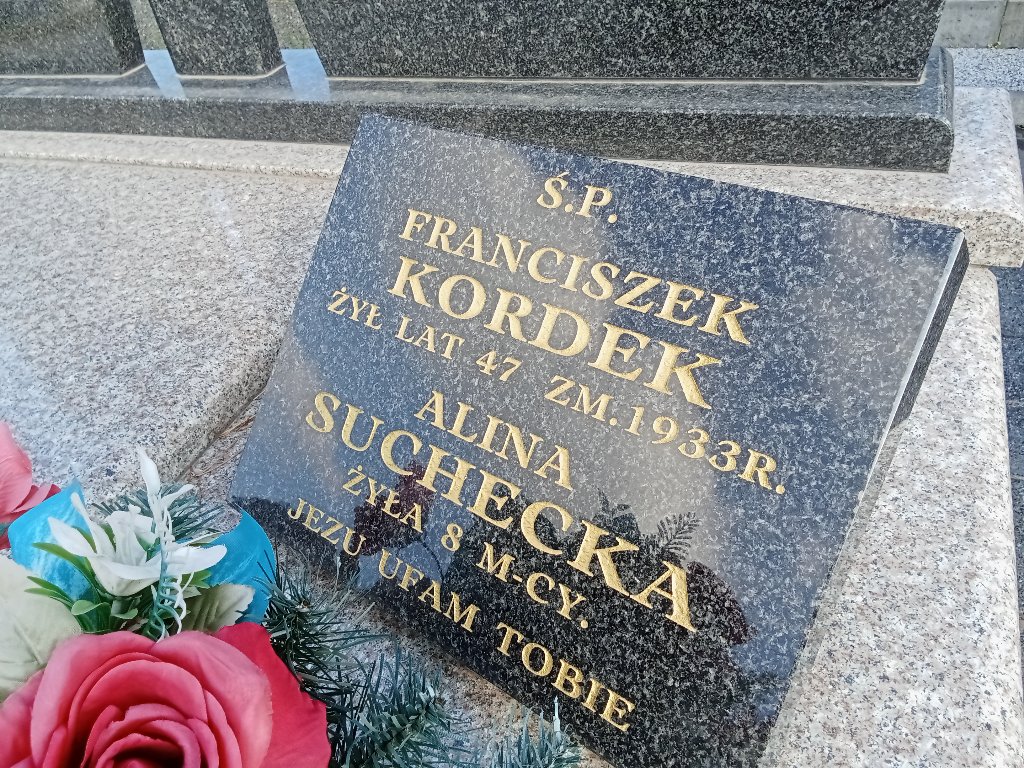 Ś.P.
FRANCISZEK
KORDEK
ŻYŁ LAT 47 ZM.1933R.
ALINA
SUCHECKA
ŻYŁA 8 M-CY.
JEZU UFAM TOBIE